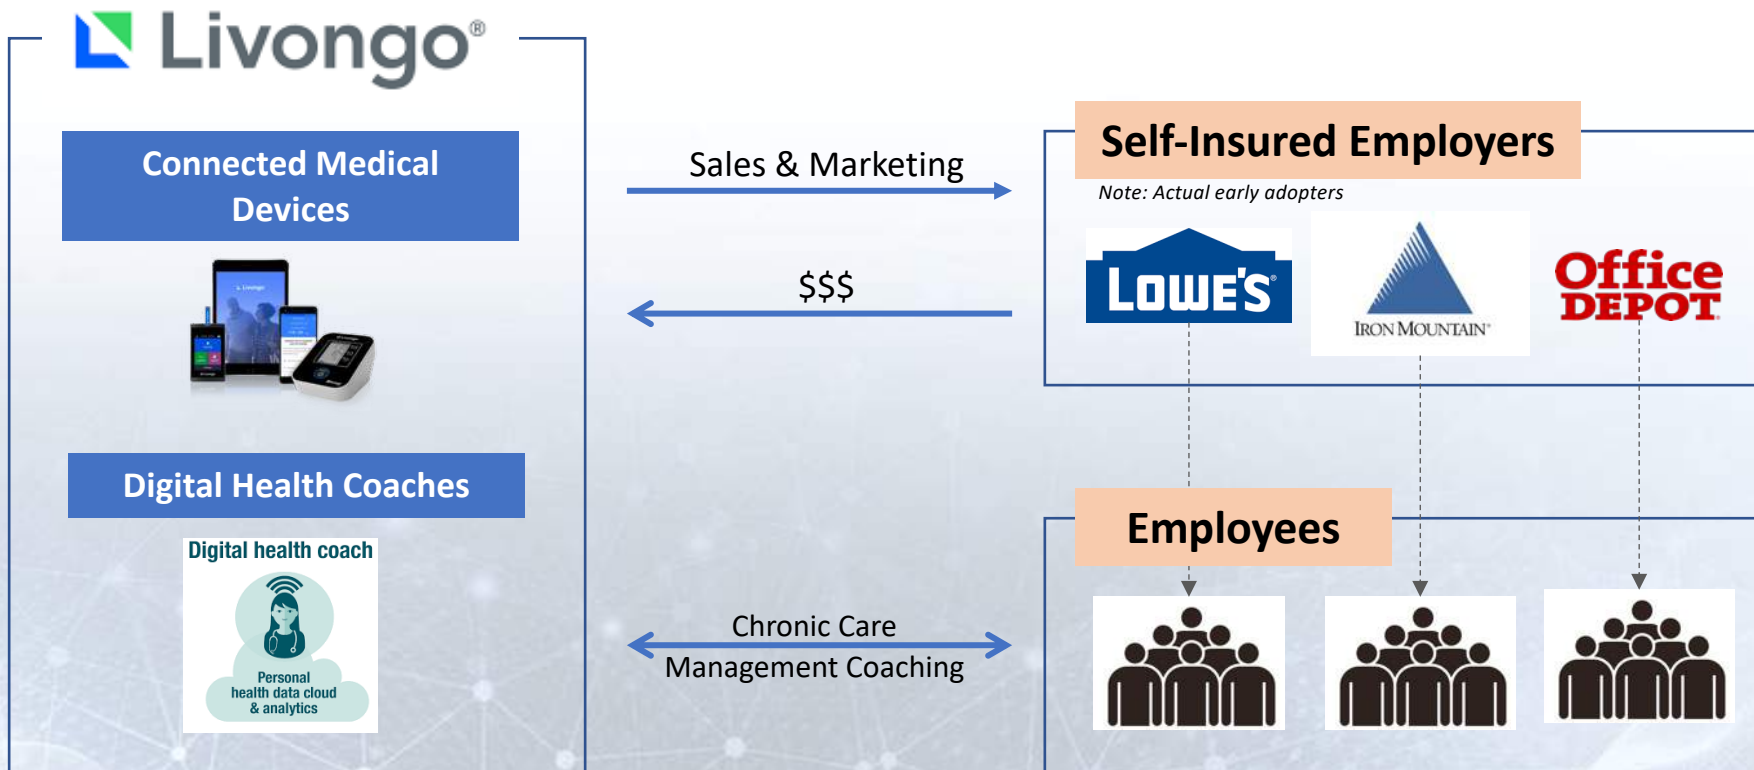 Livongo®
Connected Medical
Devices
Livongo
Digital Health Coaches
Digital health coach
Personal
health data cloud
& analytics
Sales & Marketing
$$$
Chronic Care
Management Coaching
Self-Insured Employers
Note: Actual early adopters
LOWE'S®
IRON MOUNTAIN®
Office
DEPOT
Employees